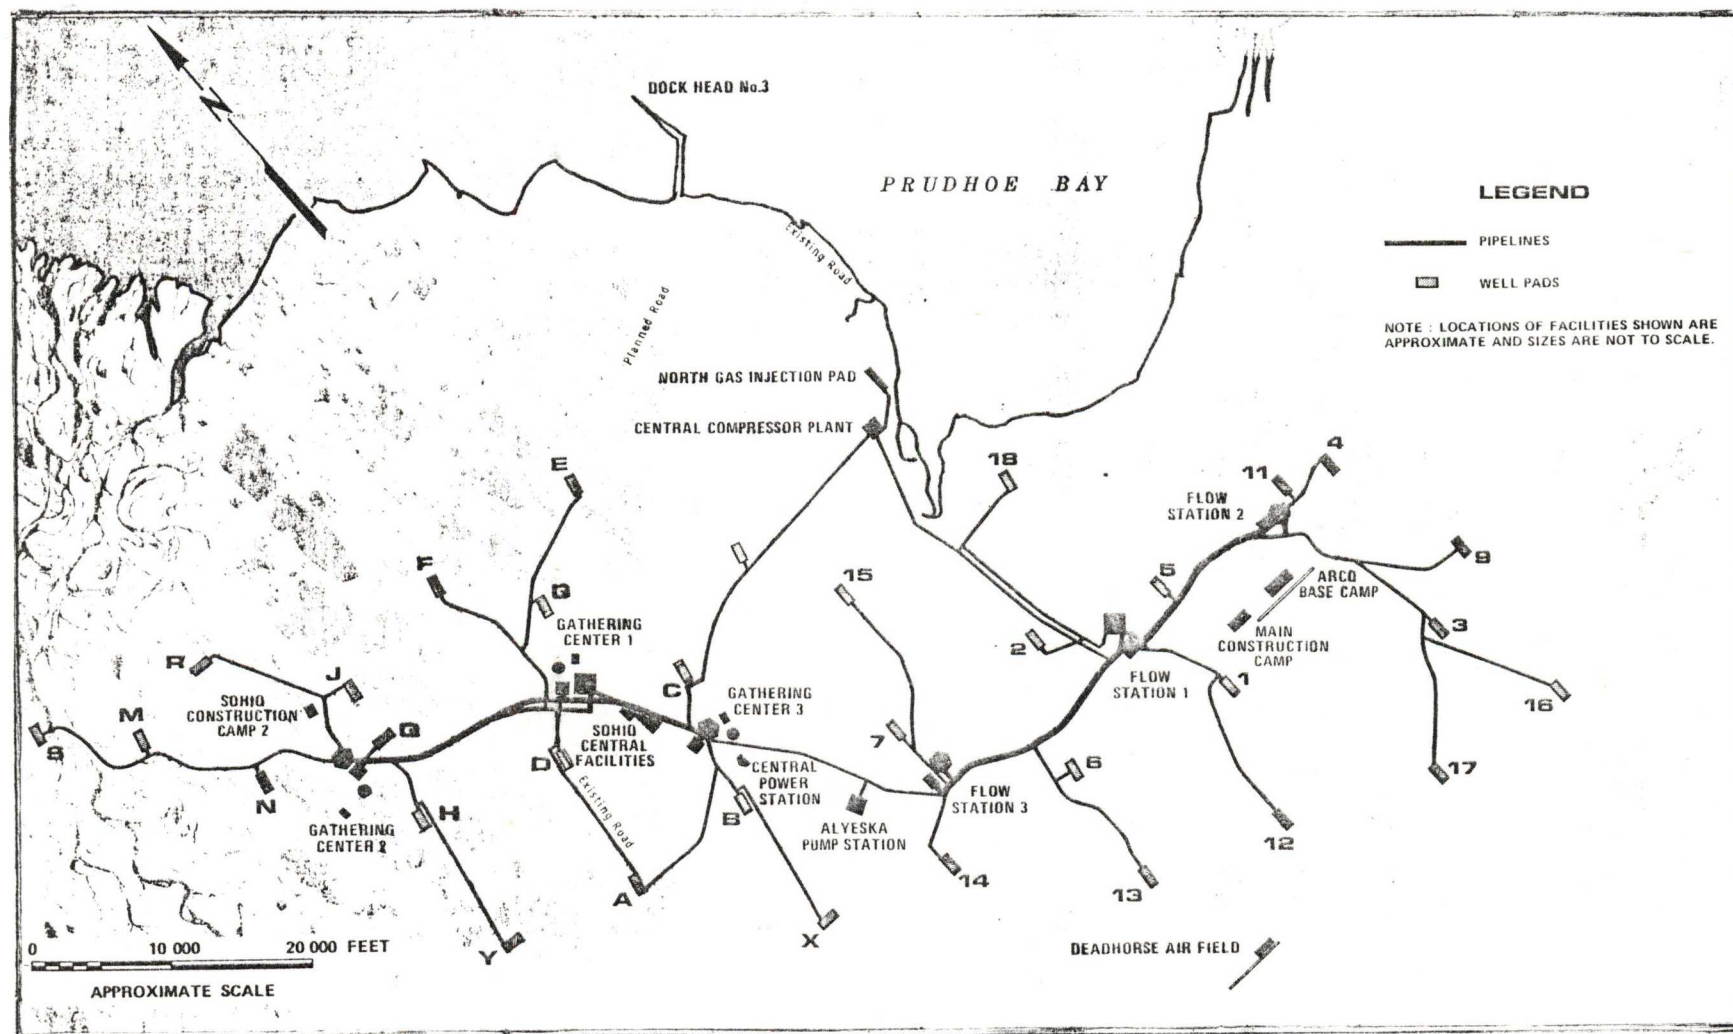 DOCK HEAD No.3
N
PRUDHOE BAY
LEGEND
PIPELINES
WELL PADS
NOTE : LOCATIONS OF FACILITIES SHOWN ARE
APPROXIMATE AND SIZES ARE NOT TO SCALE.
Existing Road
Planned Road
NORTH GAS INJECTION PAD
CENTRAL COMPRESSOR PLANT
E
18
11
4
FLOW
STATION 2
9
F
Q
15
5
ARCO
BASE CAMP
GATHERING
CENTER 1
2
MAIN
CONSTRUCTION
CAMP
3
R
J
C
FLOW
STATION 1
1
16
SOHIO
CONSTRUCTION
CAMP 2
GATHERING
CENTER 3
S
M
Q
SOHIO
CENTRAL
FACILITIES
7
D
CENTRAL
POWER
STATION
6
17
N
H
Existing Road
B
FLOW
STATION 3
GATHERING
CENTER 2
ALYESKA
PUMP STATION
12
A
14
13
Y
X
DEADHORSE AIR FIELD
0 10 000 20 000 FEET
APPROXIMATE SCALE